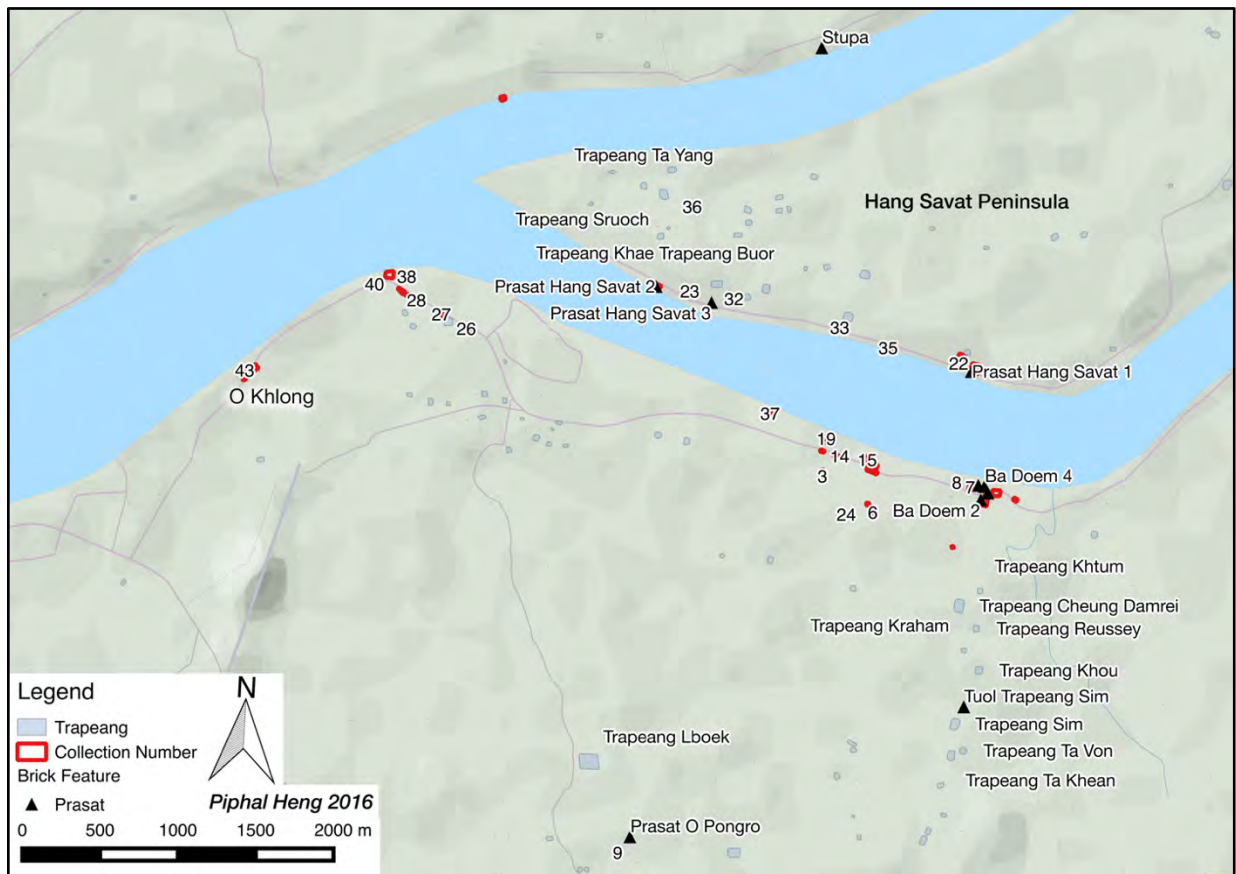 Stupa
Trapeang Ta Yang
36
Hang Savat Peninsula
Trapeang Sruoch
Trapeang Khae Trapeang Buor
40 38
Prasat Hang Savat 2 23 32
28
Prasat Hang Savat 3
27 26
33
35
22
Prasat Hang Savat 1
43
O Khlong
37
19
14 15
3
8 7 Ba Doem 4
24 6 Ba Doem 2
Trapeang Khtum
Trapeang Cheung Damrei
Trapeang Kraham Trapeang Reussey
Trapeang Khou
Tuol Trapeang Sim
Trapeang Sim
Trapeang Lboek
Trapeang Ta Von
Trapeang Ta Khean
Prasat O Pongro
9
Legend
N
Trapeang
Collection Number
Brick Feature
Prasat
Piphal Heng 2016
0 500 1000 1500 2000 m